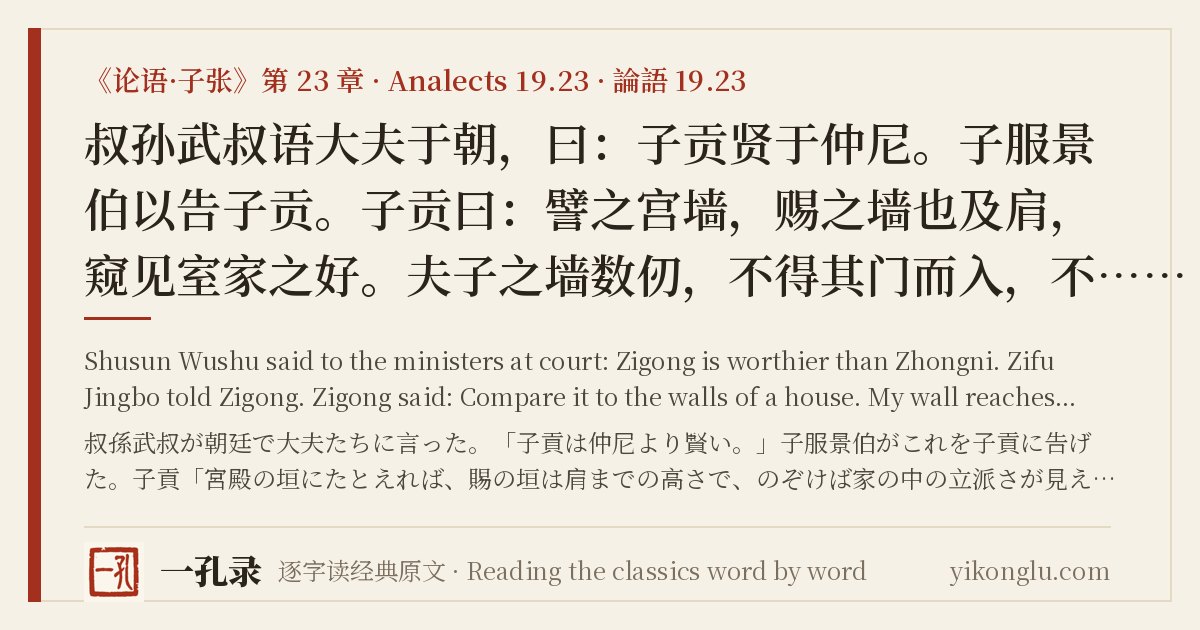 《论语·子张》第 23 章 · Analects 19.23 · 論語 19.23
叔孙武叔语大夫于朝，曰：子贡贤于仲尼。子服景
伯以告子贡。子贡曰：譬之宫墙，赐之墙也及肩，
窥见室家之好。夫子之墙数仞，不得其门而入，不……
Shusun Wushu said to the ministers at court: Zigong is worthier than Zhongni. Zifu
Jingbo told Zigong. Zigong said: Compare it to the walls of a house. My wall reaches...
叔孫武叔が朝廷で大夫たちに言った。「子貢は仲尼より賢い。」子服景伯がこれを子貢に告げ
た。子貢「宮殿の垣にたとえれば、賜の垣は肩までの高さで、のぞけば家の中の立派さが見え…
一孔
一孔录 逐字读经典原文 · Reading the classics word by word yikonglu.com